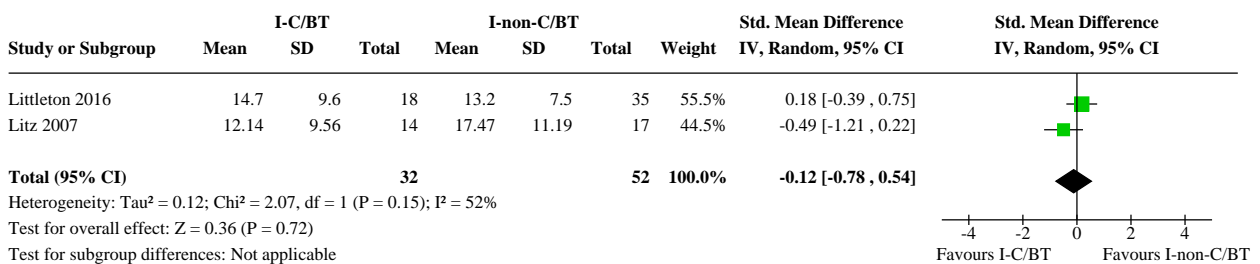 I-C/BT I-non-C/BT Std. Mean Difference Std. Mean Difference
Study or Subgroup Mean SD Total Mean SD Total Weight IV, Random, 95% CI IV, Random, 95% CI
Littleton 2016 14.7 9.6 18 13.2 7.5 35 55.5% 0.18 [-0.39 , 0.75]
Litz 2007 12.14 9.56 14 17.47 11.19 17 44.5% -0.49 [-1.21 , 0.22]
Total (95% CI) 32 52 100.0% -0.12 [-0.78 , 0.54]
Heterogeneity: Tau² = 0.12; Chi² = 2.07, df = 1 (P = 0.15); I² = 52%
Test for overall effect: Z = 0.36 (P = 0.72)
-4 -2 0 2 4
Test for subgroup differences: Not applicable
Favours I-C/BT Favours I-non-C/BT